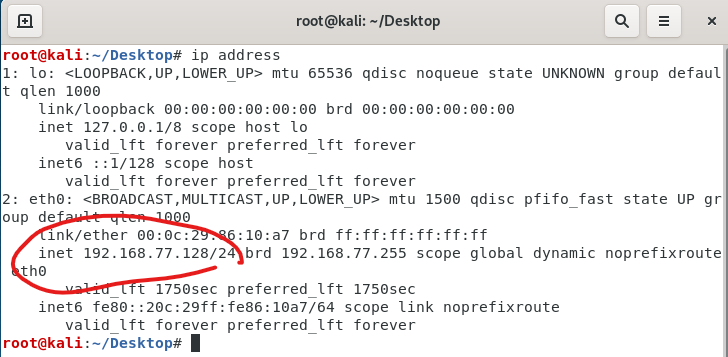 root@kali: ~/Desktop
root@kali:~/Desktop# ip address
1: lo: <LOOPBACK,UP,LOWER_UP> mtu 65536 qdisc noqueue state UNKNOWN group defaul
t qlen 1000
    link/loopback 00:00:00:00:00:00 brd 00:00:00:00:00:00
    inet 127.0.0.1/8 scope host lo
       valid_lft forever preferred_lft forever
    inet6 ::1/128 scope host
       valid_lft forever preferred_lft forever
2: eth0: <BROADCAST,MULTICAST,UP,LOWER_UP> mtu 1500 qdisc pfifo_fast state UP gr
oup default qlen 1000
    link/ether 00:0c:29:86:10:a7 brd ff:ff:ff:ff:ff:ff
    inet 192.168.77.128/24 brd 192.168.77.255 scope global dynamic noprefixroute
 eth0
       valid_lft 1750sec preferred_lft 1750sec
    inet6 fe80::20c:29ff:fe86:10a7/64 scope link noprefixroute
       valid_lft forever preferred_lft forever
root@kali:~/Desktop#